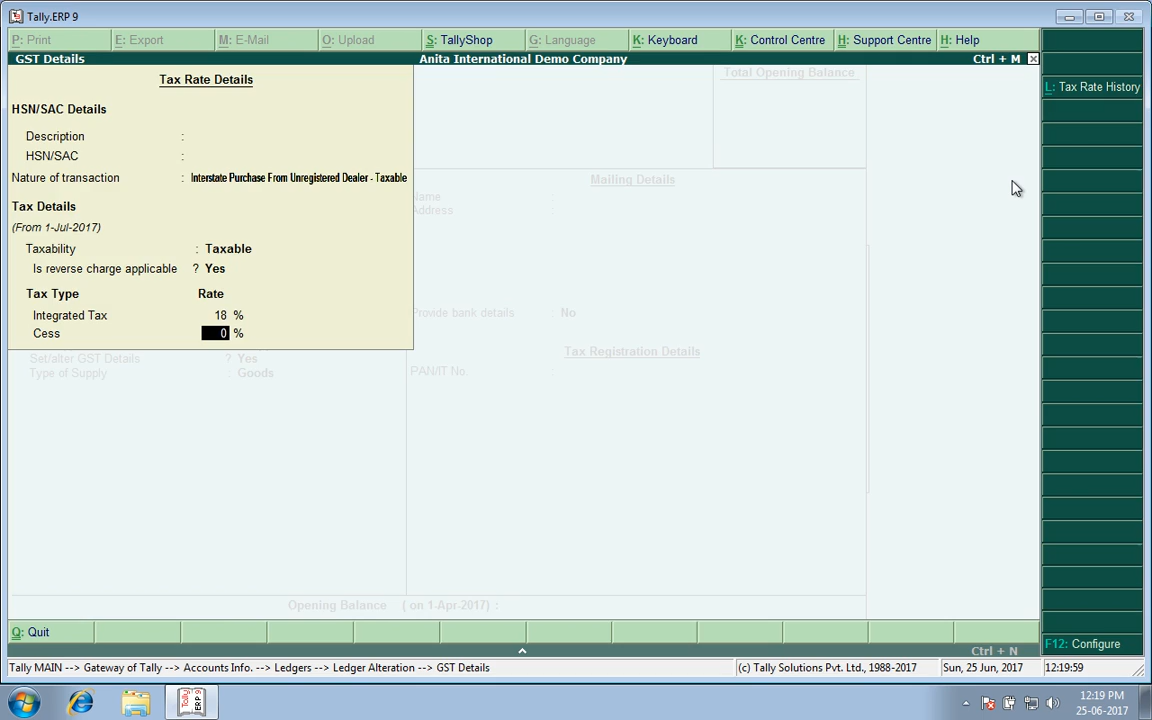 Tally.ERP 9
P: Print E: Export M: E-Mail O: Upload S: TallyShop G: Language K: Keyboard K: Control Centre H: Support Centre H: Help
GST Details Anita International Demo Company Ctrl + M
Tax Rate Details
Total Opening Balance
L: Tax Rate History
HSN/SAC Details
Description :
HSN/SAC :
Nature of transaction : Interstate Purchase From Unregistered Dealer - Taxable
Mailing Details
Name :
Address :
Tax Details
(From 1-Jul-2017)
Taxability : Taxable
Is reverse charge applicable ? Yes
Tax Type Rate
Integrated Tax 18 %
Provide bank details : No
Cess 0 %
Tax Registration Details
Set/alter GST Details ? Yes
Type of Supply : Goods
PAN/IT No. :
Opening Balance ( on 1-Apr-2017) :
Q: Quit
F12: Configure
Ctrl + N
Tally MAIN --> Gateway of Tally --> Accounts Info. --> Ledgers --> Ledger Alteration --> GST Details
(c) Tally Solutions Pvt. Ltd., 1988-2017 Sun, 25 Jun, 2017 12:19:59
Tally ERP 9
12:19 PM
25-06-2017